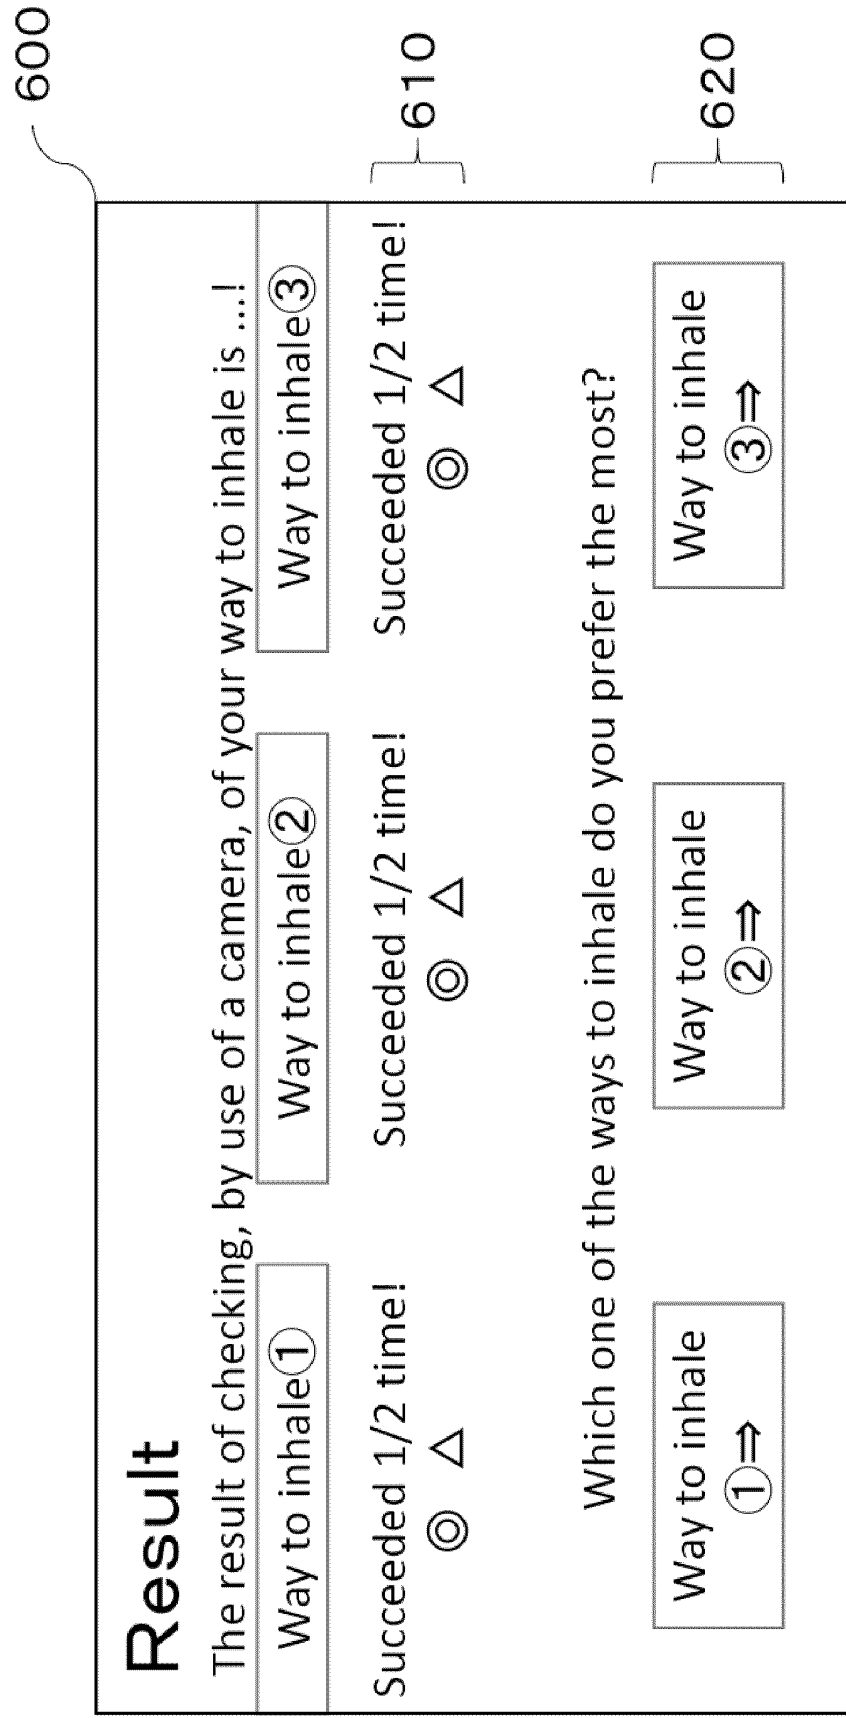 600
Result
The result of checking, by use of a camera, of your way to inhale is ...!
Way to inhale① Way to inhale② Way to inhale③
Succeeded 1/2 time! Succeeded 1/2 time! Succeeded 1/2 time!
◎ △ ◎ △ ◎ △
610
Which one of the ways to inhale do you prefer the most?
Way to inhale Way to inhale Way to inhale
①⇒ ②⇒ ③⇒
620